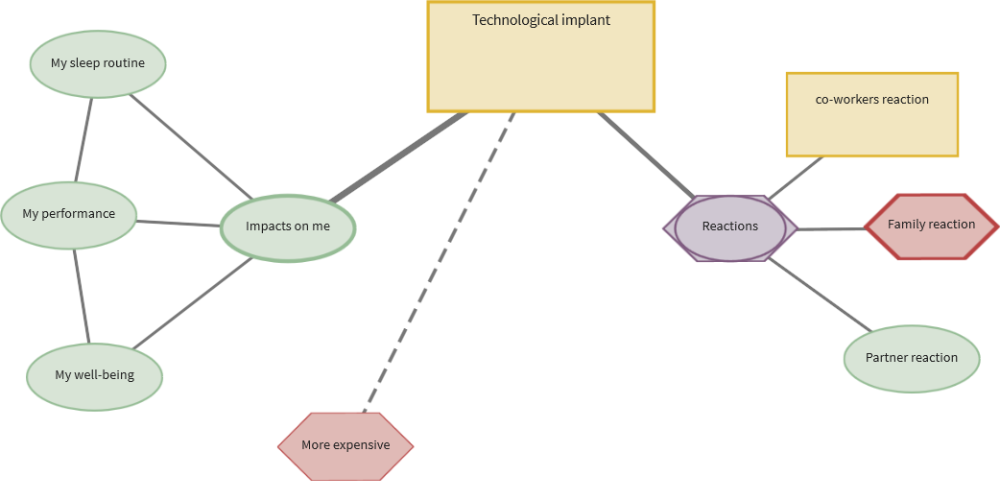 Technological implant
My sleep routine
co-workers reaction
My performance
Impacts on me
Reactions
Family reaction
Partner reaction
My well-being
More expensive